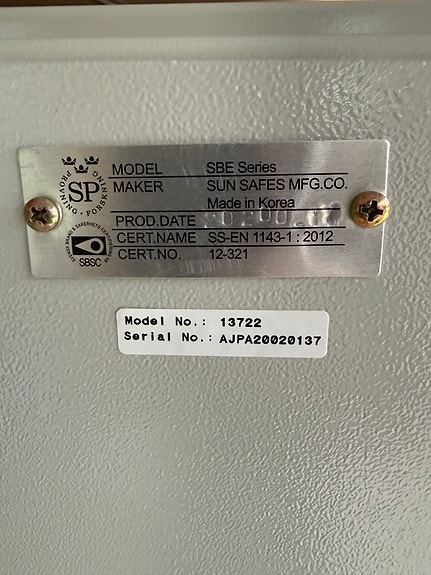 PROVNING · FORSKNING
SP
SBSC
MODEL SBE Series
MAKER SUN SAFES MFG.CO.
Made in Korea
PROD.DATE
CERT.NAME SS-EN 1143-1 : 2012
CERT.NO. 12-321
Model No.: 13722
Serial No.: AJPA20020137